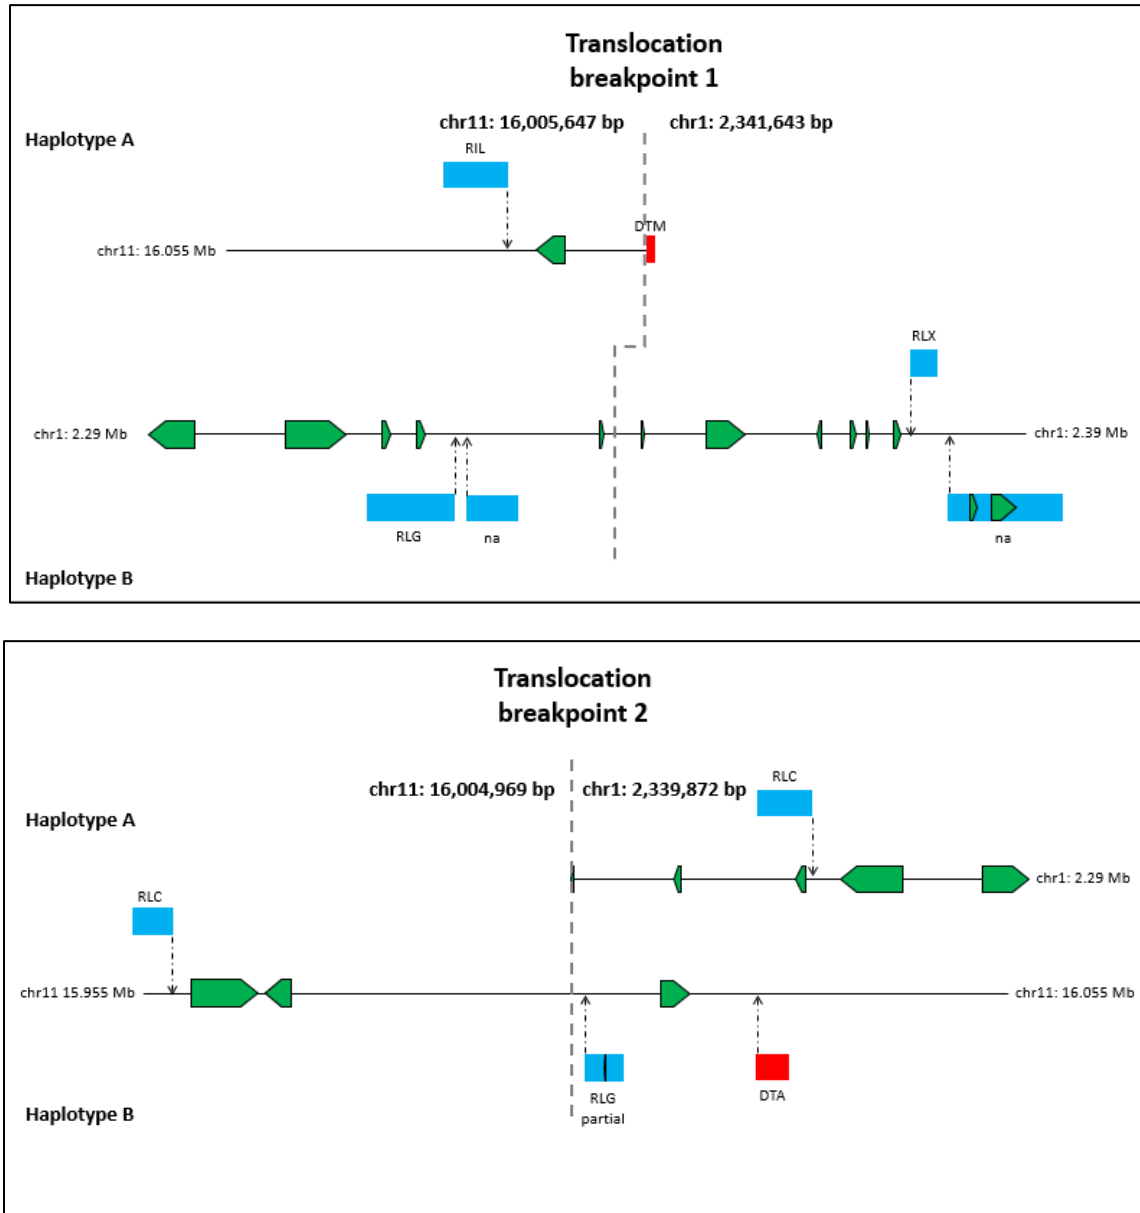 Translocation
breakpoint 1
chr11: 16,005,647 bp
chr1: 2,341,643 bp
Haplotype A
RIL
DTM
chr11: 16.055 Mb
RLX
chr1: 2.29 Mb
chr1: 2.39 Mb
RLG
na
na
Haplotype B
Translocation
breakpoint 2
chr11: 16,004,969 bp
chr1: 2,339,872 bp
RLC
Haplotype A
chr1: 2.29 Mb
RLC
chr11 15.955 Mb
chr11: 16.055 Mb
RLG
partial
DTA
Haplotype B